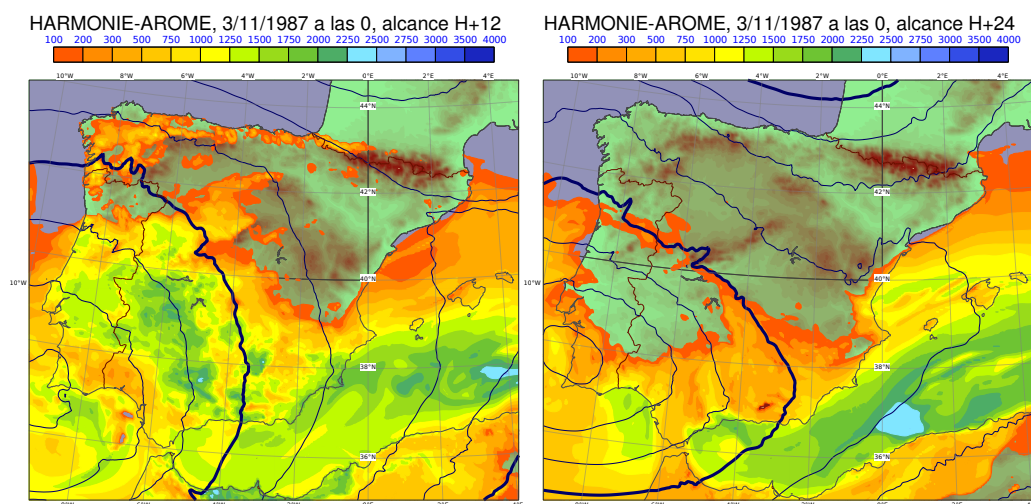 HARMONIE-AROME, 3/11/1987 a las 0, alcance H+12
100 200 300 500 750 1000 1250 1500 1750 2000 2250 2500 2750 3000 3500 4000
10°W 8°W 6°W 4°W 2°W 0°E 2°E 4°E
44°N
42°N
40°N
10°W
38°N
36°N
HARMONIE-AROME, 3/11/1987 a las 0, alcance H+24
100 200 300 500 750 1000 1250 1500 1750 2000 2250 2500 2750 3000 3500 4000
10°W 8°W 6°W 4°W 2°W 0°E 2°E 4°E
44°N
42°N
40°N
10°W
38°N
36°N